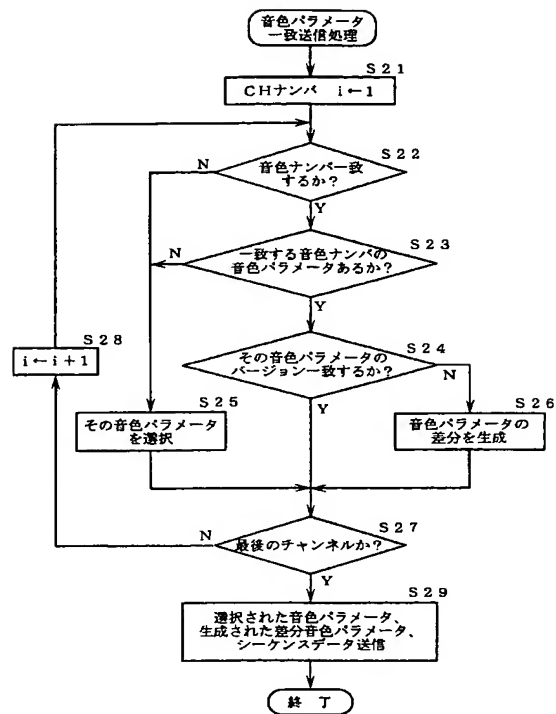 音色パラメータ
一致送信処理
S21
CHナンバ i←1
S22
音色ナンバ一致
するか?
N
Y
S23
一致する音色ナンバの
音色パラメータあるか?
N
Y
S24
その音色パラメータの
バージョン一致するか?
N
Y
S28
i←i+1
S25
その音色パラメータ
を選択
S26
音色パラメータの
差分を生成
S27
最後のチャンネルか?
N
Y
S29
選択された音色パラメータ、
生成された差分音色パラメータ、
シーケンスデータ送信
終了